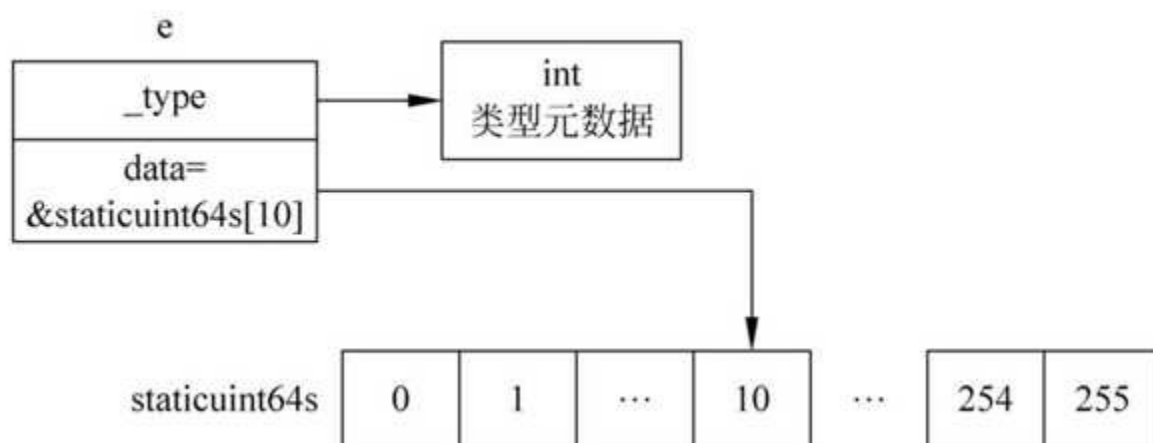 e
_type
int
类型元数据
data=
&staticuint64s[10]
staticuint64s 0 1 … 10 … 254 255